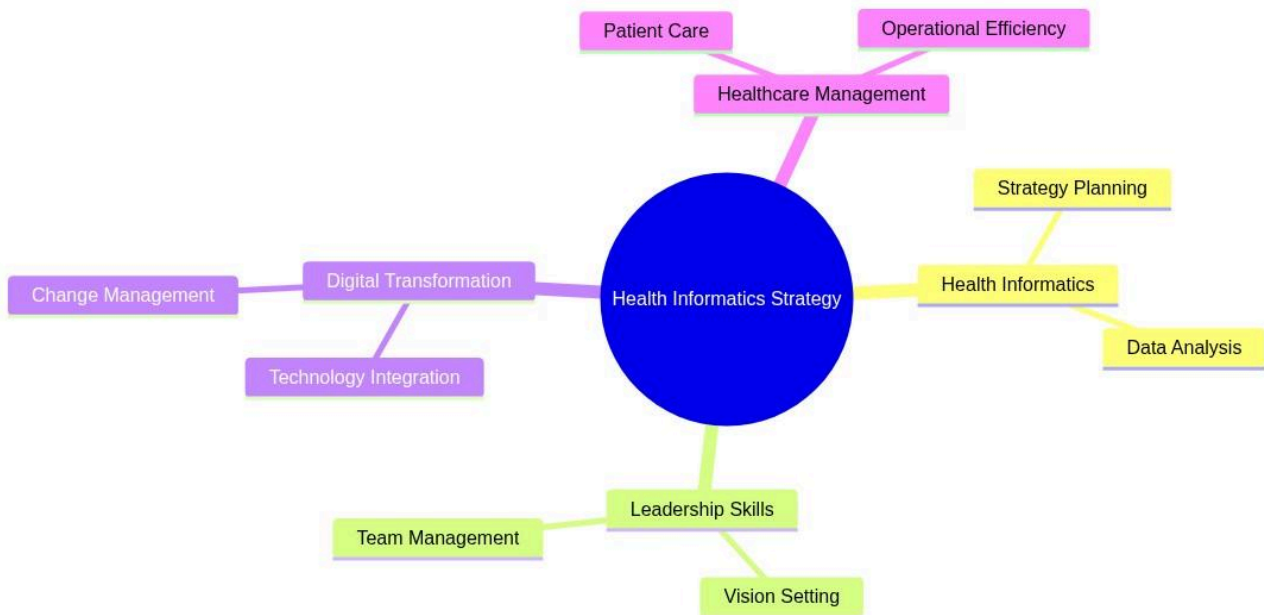 Patient Care
Operational Efficiency
Healthcare Management
Strategy Planning
Health Informatics
Data Analysis
Health Informatics Strategy
Digital Transformation
Change Management
Technology Integration
Leadership Skills
Team Management
Vision Setting